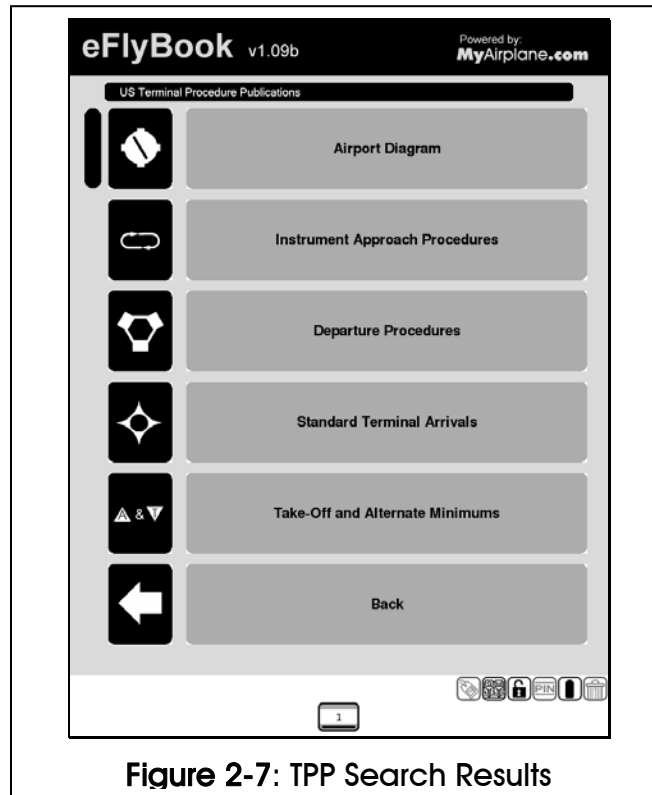 eFlyBook v1.09b
Powered by:
MyAirplane.com
US Terminal Procedure Publications
Airport Diagram
Instrument Approach Procedures
Departure Procedures
Standard Terminal Arrivals
A & T
Take-Off and Alternate Minimums
Back
PIN
1
Figure 2-7: TPP Search Results